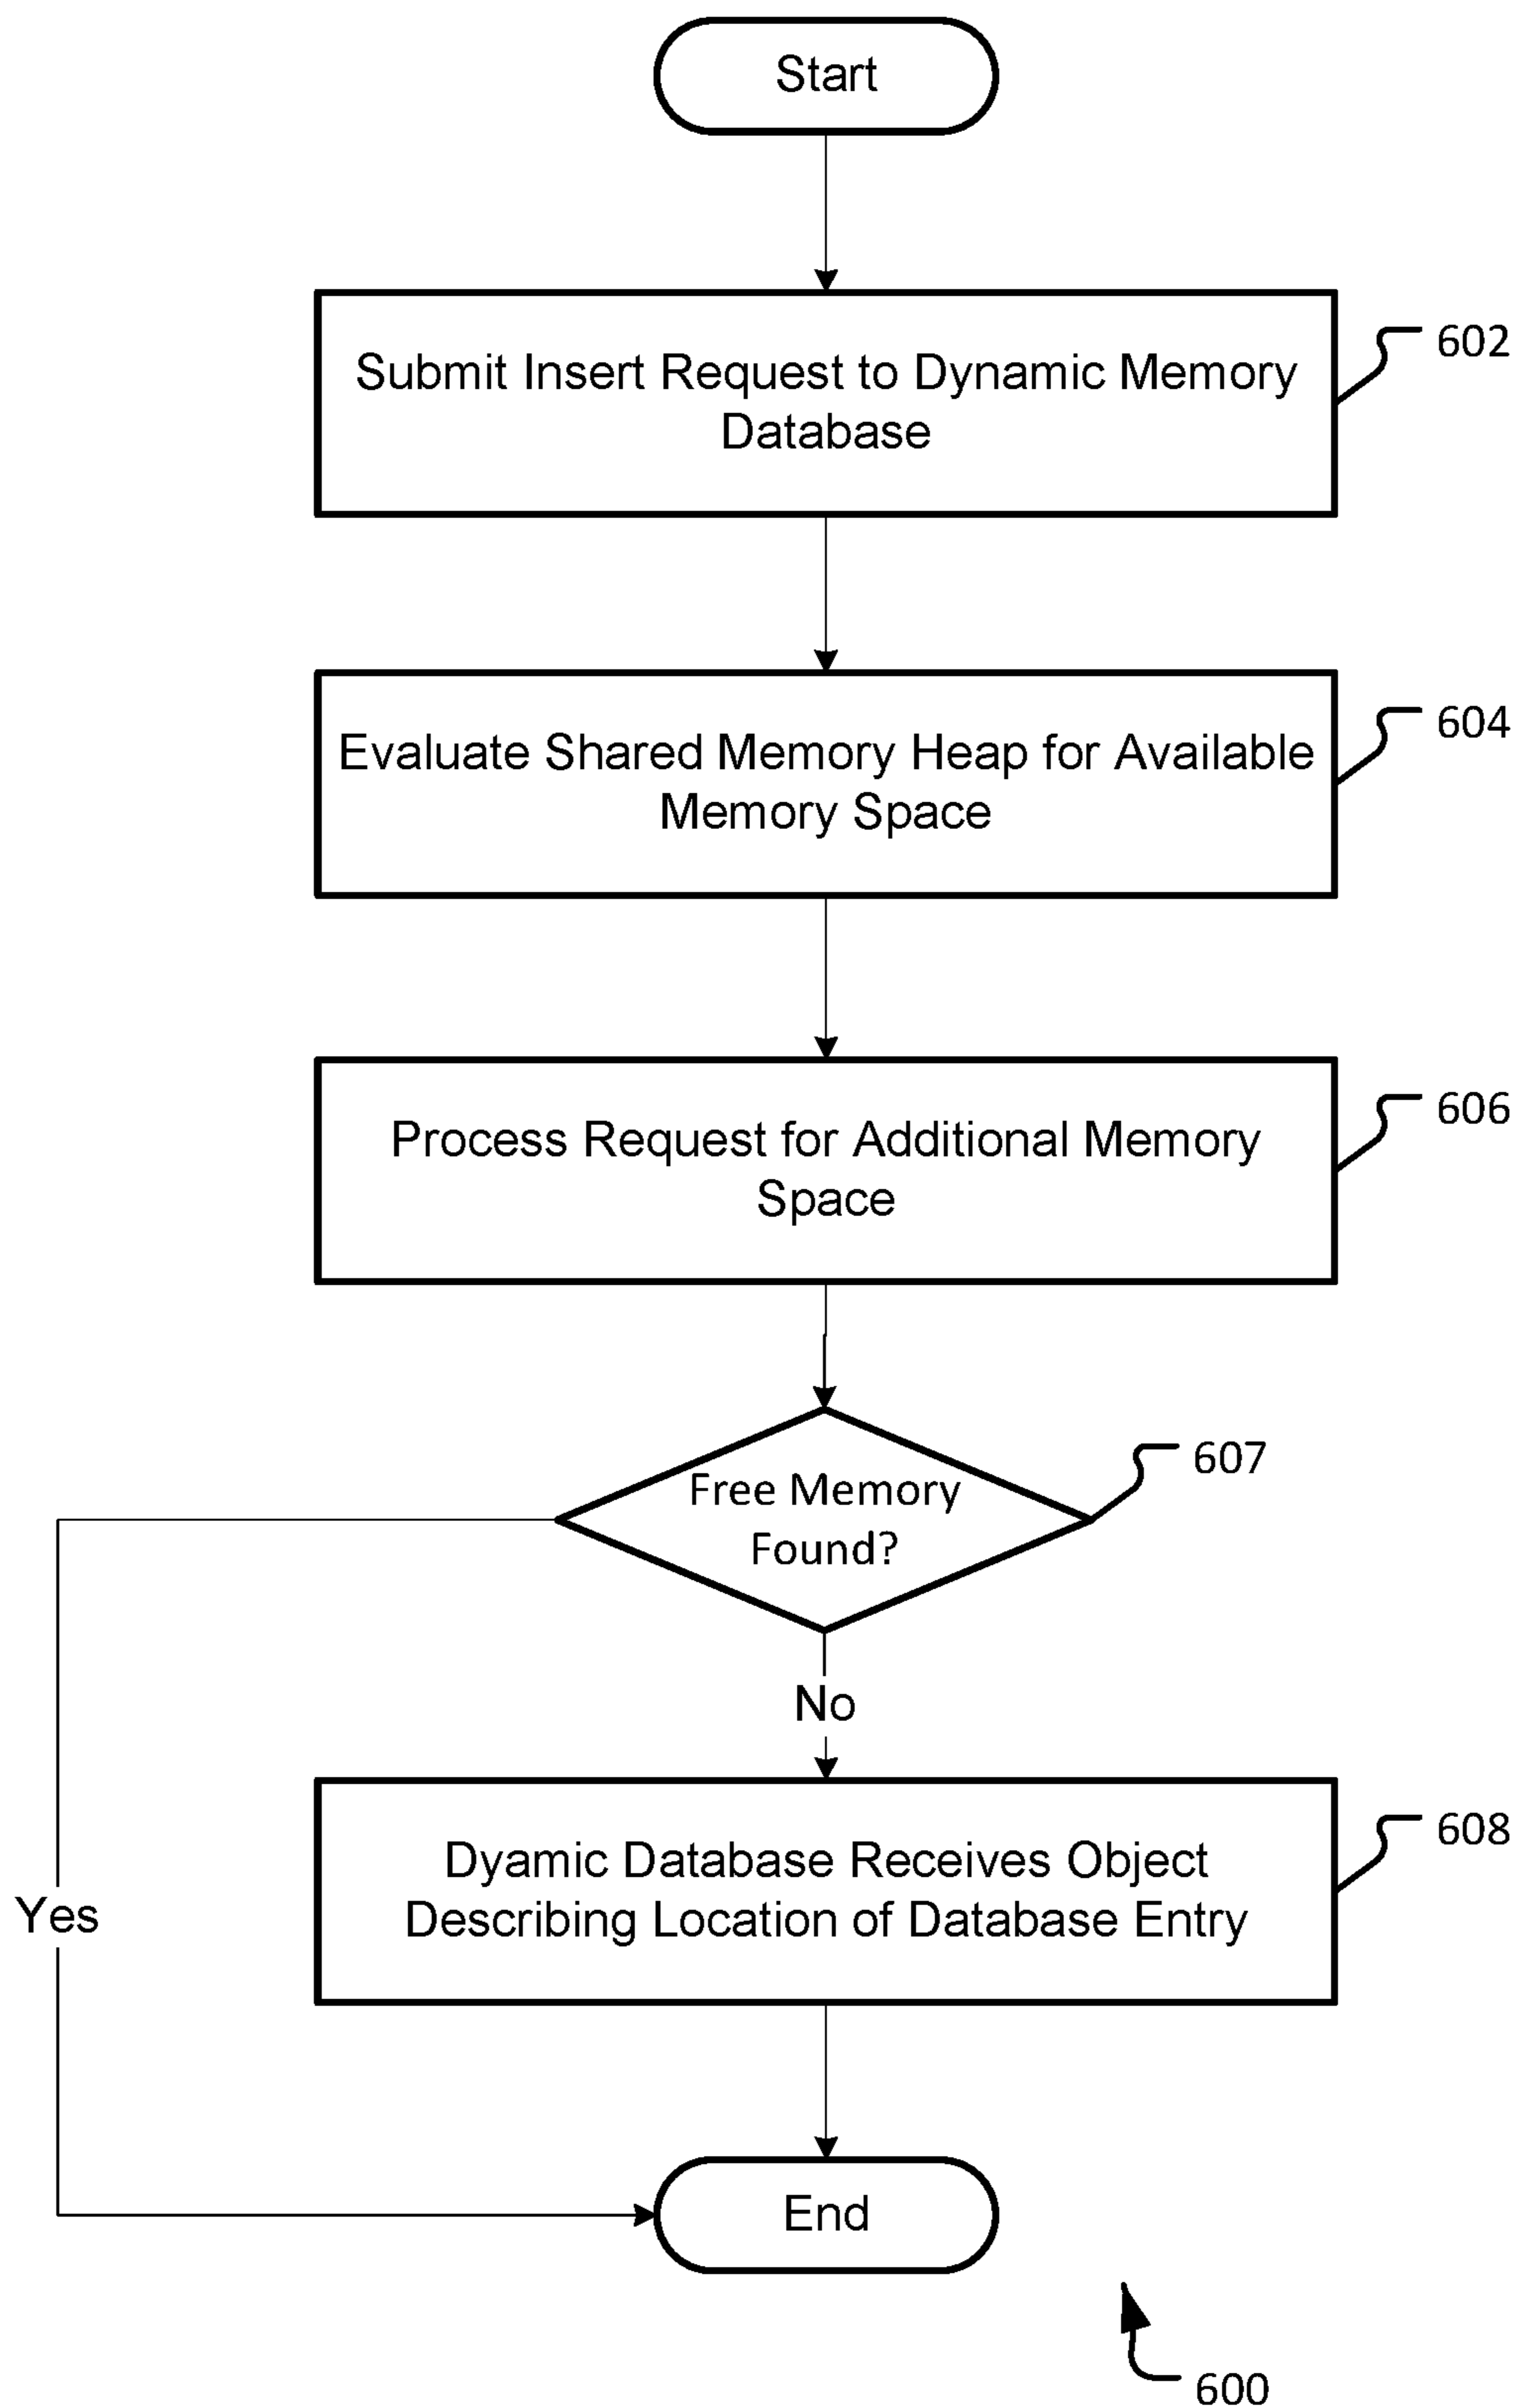 Start
Submit Insert Request to Dynamic Memory
Database
602
Evaluate Shared Memory Heap for Available
Memory Space
604
Process Request for Additional Memory
Space
606
Free Memory
Found?
607
No
Dyamic Database Receives Object
Describing Location of Database Entry
608
Yes
End
600